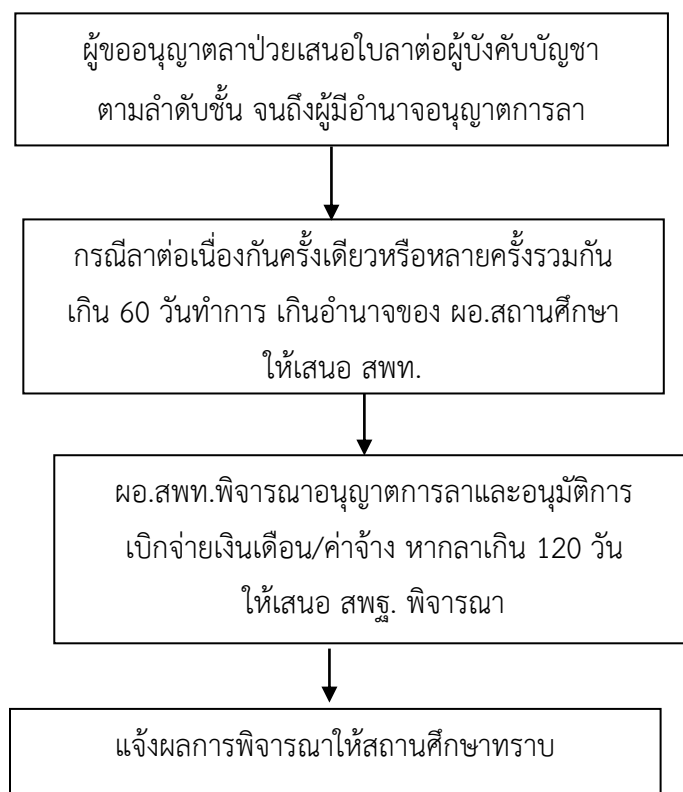 ผู้ขออนุญาตลาป่วยเสนอใบลาต่อผู้บังคับบัญชา
ตามลำดับชั้น จนถึงผู้มีอำนาจอนุญาตการลา
กรณีลาต่อเนื่องกันครั้งเดียวหรือหลายครั้งรวมกัน
เกิน 60 วันทำการ เกินอำนาจของ ผอ.สถานศึกษา
ให้เสนอ สพท.
ผอ.สพท.พิจารณาอนุญาตการลาและอนุมัติการ
เบิกจ่ายเงินเดือน/ค่าจ้าง หากลาเกิน 120 วัน
ให้เสนอ สพฐ. พิจารณา
แจ้งผลการพิจารณาให้สถานศึกษาทราบ